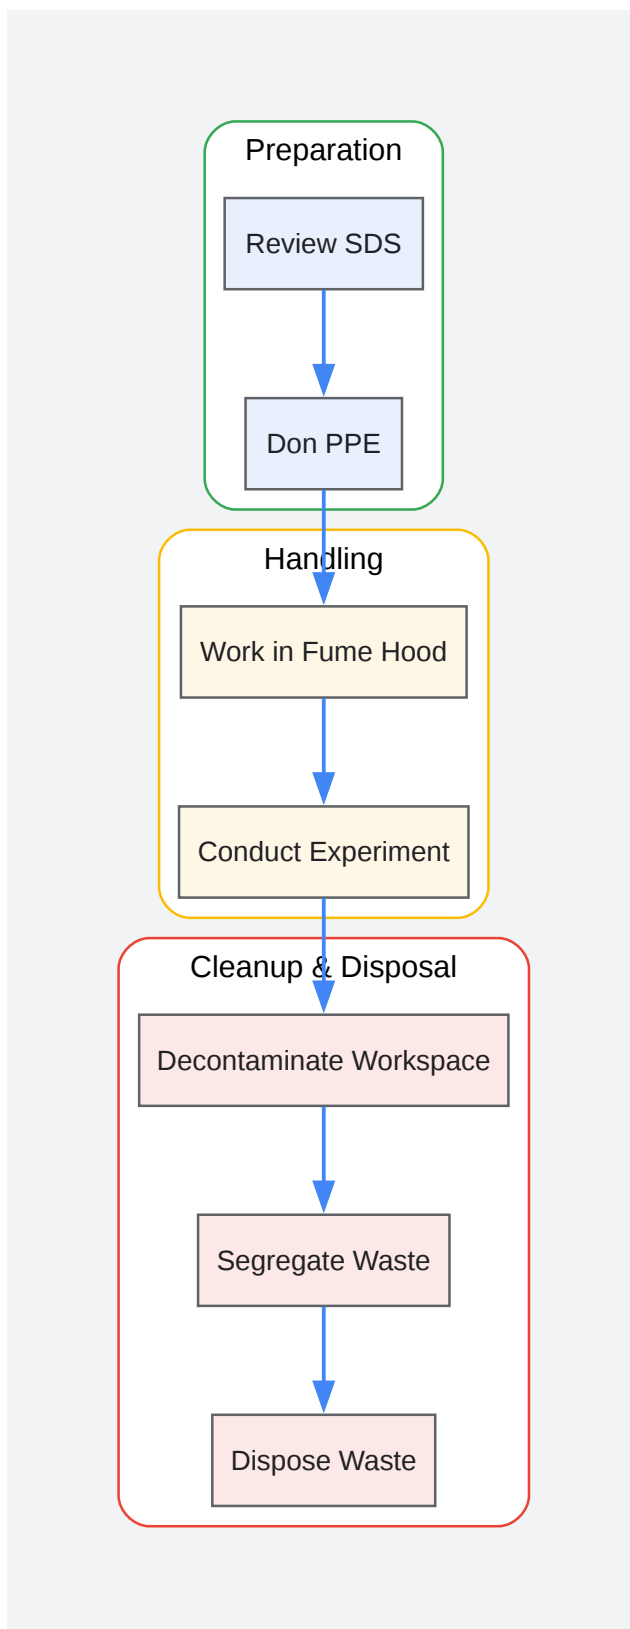 Preparation
Review SDS
Don PPE
Handling
Work in Fume Hood
Conduct Experiment
Cleanup & Disposal
Decontaminate Workspace
Segregate Waste
Dispose Waste